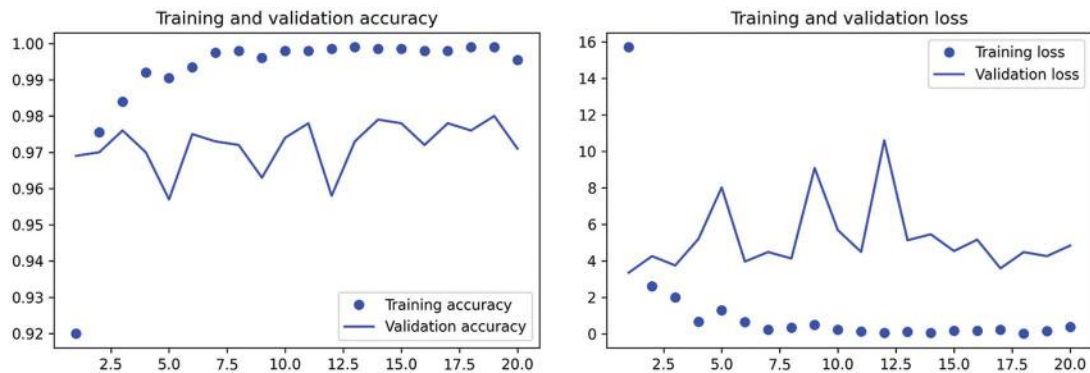 Training and validation accuracy
1.00
0.99
0.98
0.97
0.96
0.95
0.94
0.93
0.92
2.5 5.0 7.5 10.0 12.5 15.0 17.5 20.0
Training accuracy
Validation accuracy
Training and validation loss
16
14
12
10
8
6
4
2
0
2.5 5.0 7.5 10.0 12.5 15.0 17.5 20.0
Training loss
Validation loss